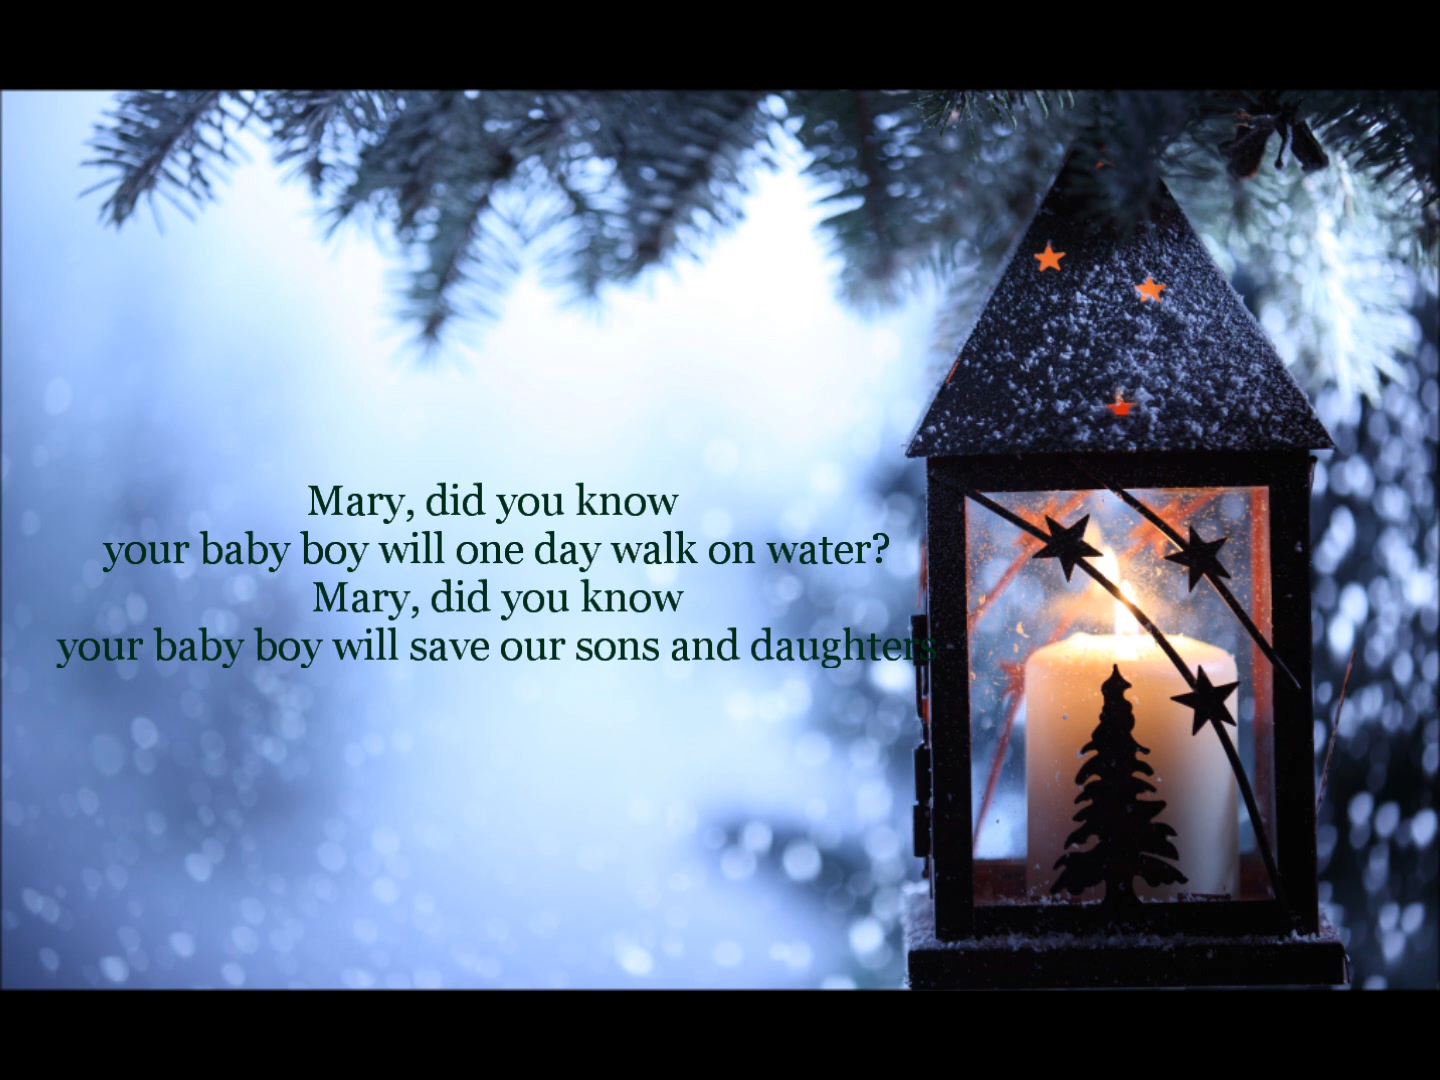 Mary, did you know
your baby boy will one day walk on water?
Mary, did you know
your baby boy will save our sons and daughters